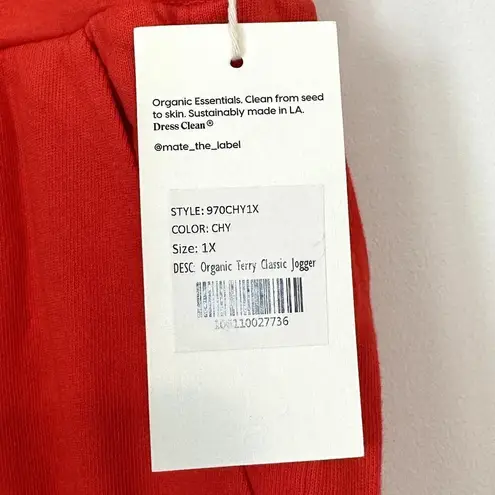 Organic Essentials. Clean from seed
to skin. Sustainably made in LA.
Dress Clean®
@mate_the_label
STYLE: 970CHY1X
COLOR: CHY
Size: 1X
DESC: Organic Terry Classic Jogger
106110027736